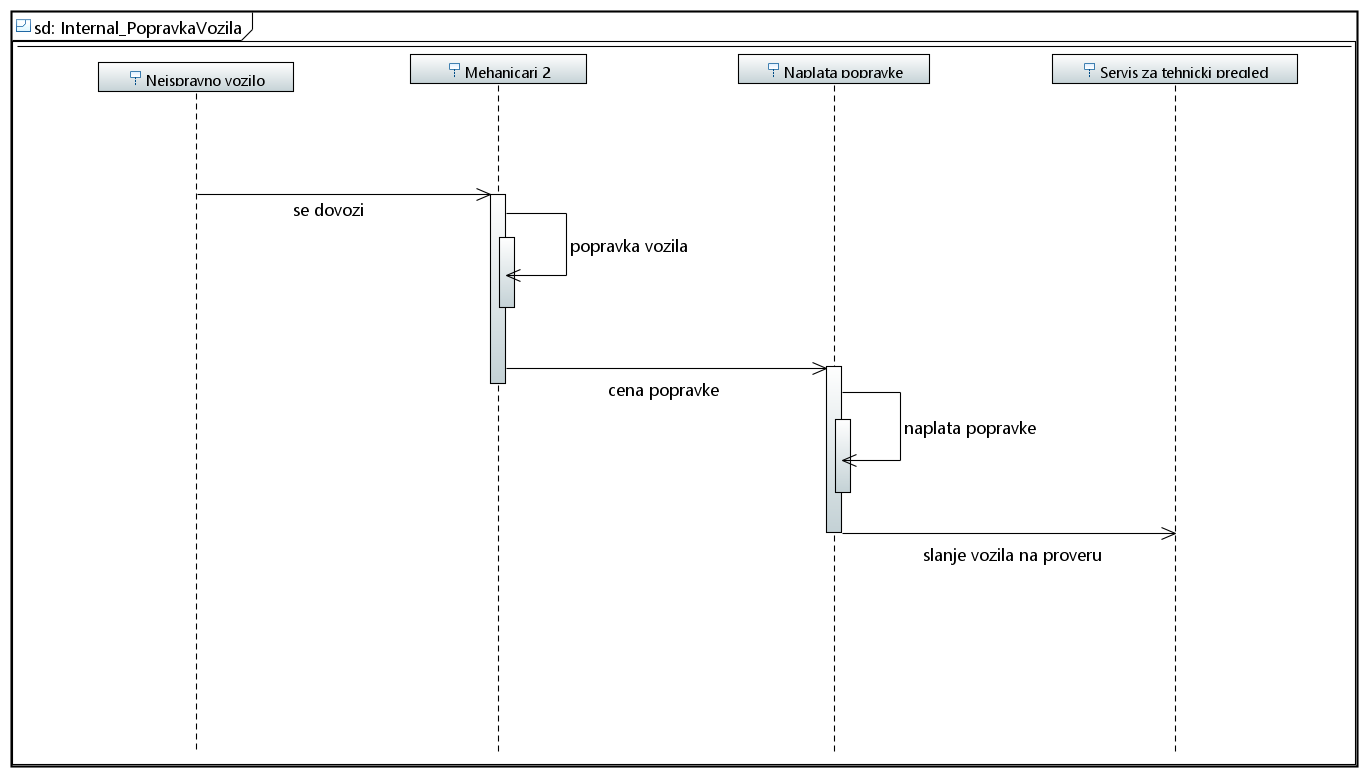 sd: Internal_PopravkaVozila
Neispravno vozilo
Mehanicari 2
Naplata popravke
Servis za tehnicki pregled
se dovozi
popravka vozila
cena popravke
naplata popravke
slanje vozila na proveru